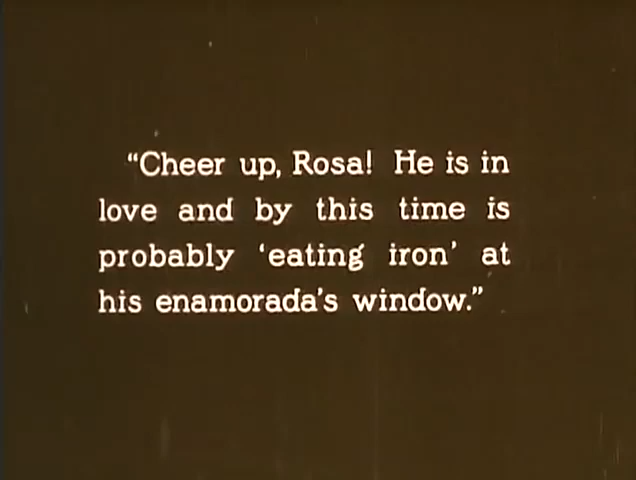 “Cheer up, Rosa! He is in
love and by this time is
probably ‘eating iron’ at
his enamorada’s window.”